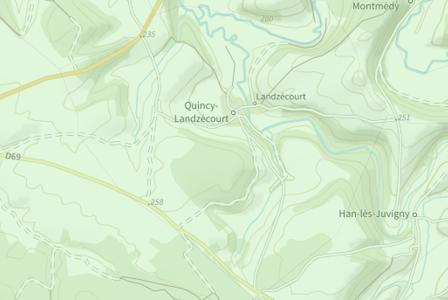 Montmédy
200
235
Landzécourt
Quincy-
Landzécourt
251
D69
258
Han-lès-Juvigny